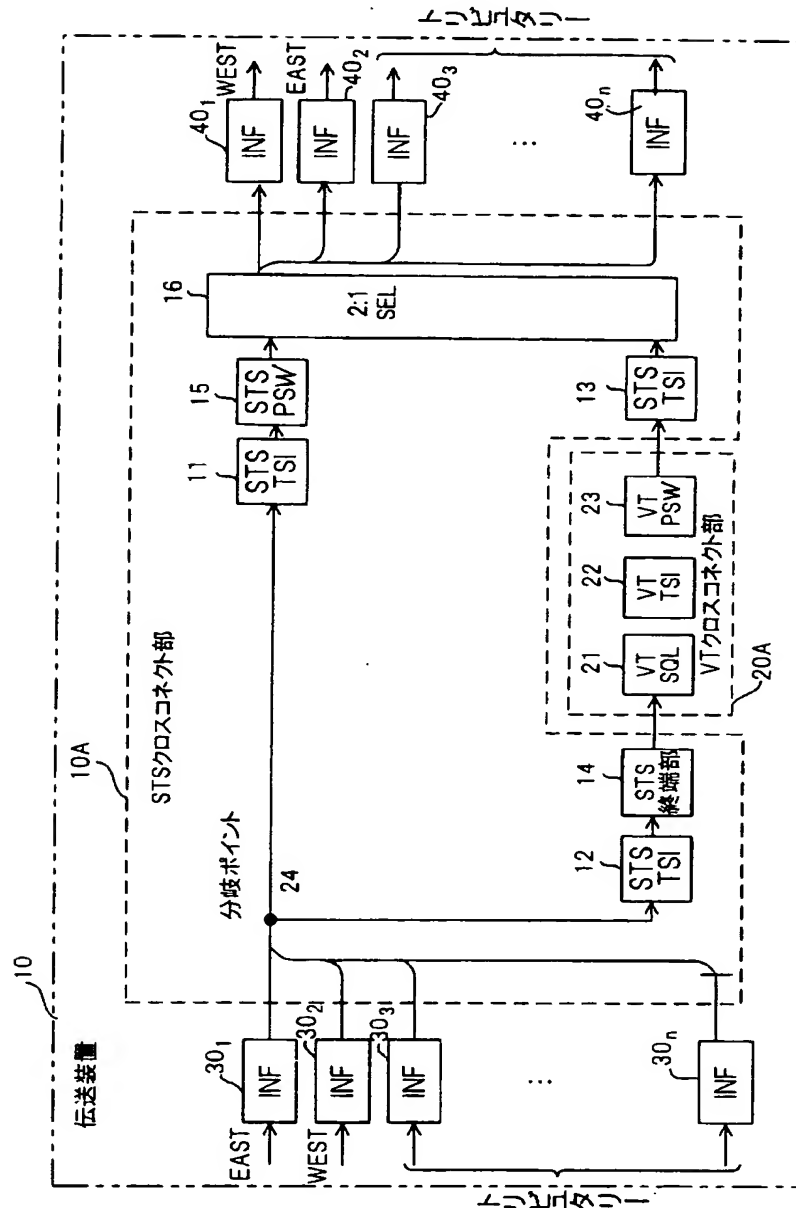 10
伝送装置
トリビュタリー
EAST
30₁
INF
WEST
30₂
INF
30₃
INF
...
30ₙ
INF
10A
STSクロスコネクト部
分岐ポイント
24
11
STS
TSI
15
STS
PSW
16
2:1
SEL
12
STS
TSI
14
STS
終端部
21
VT
SQL
22
VT
TSI
23
VT
PSW
VTクロスコネクト部
20A
13
STS
TSI
40₁
INF
WEST
40₂
INF
EAST
40₃
INF
...
40ₙ
INF
トリビュタリー